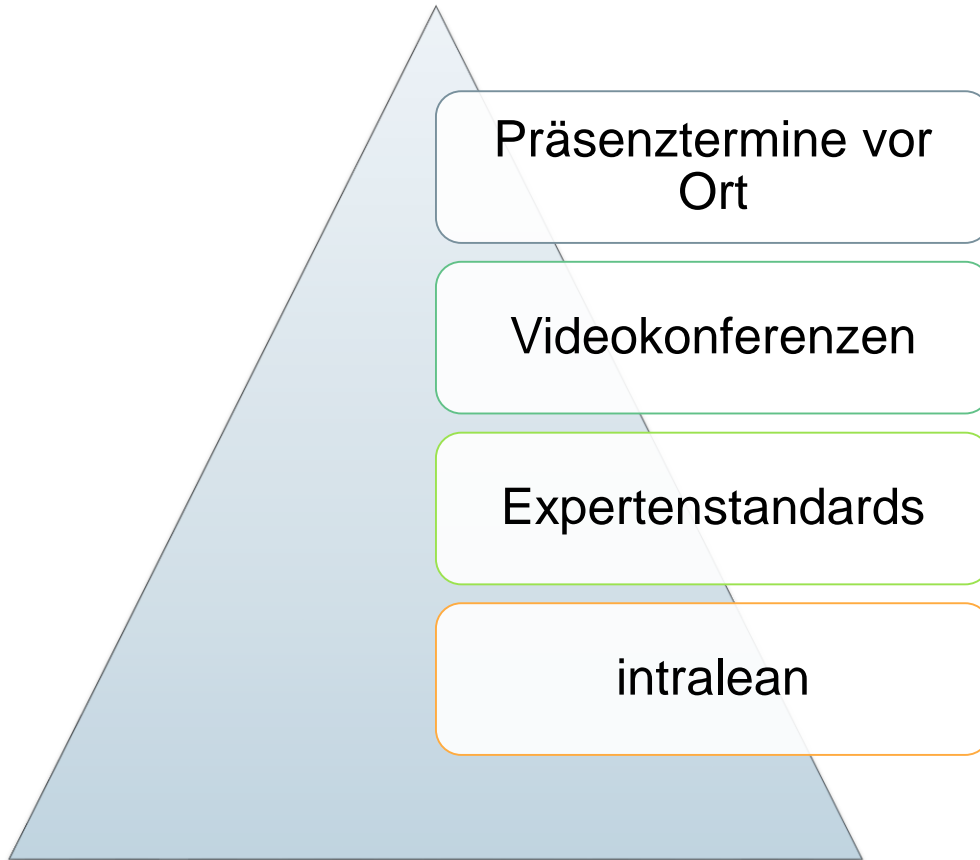 Präsenztermine vor
Ort
Videokonferenzen
Expertenstandards
intralean